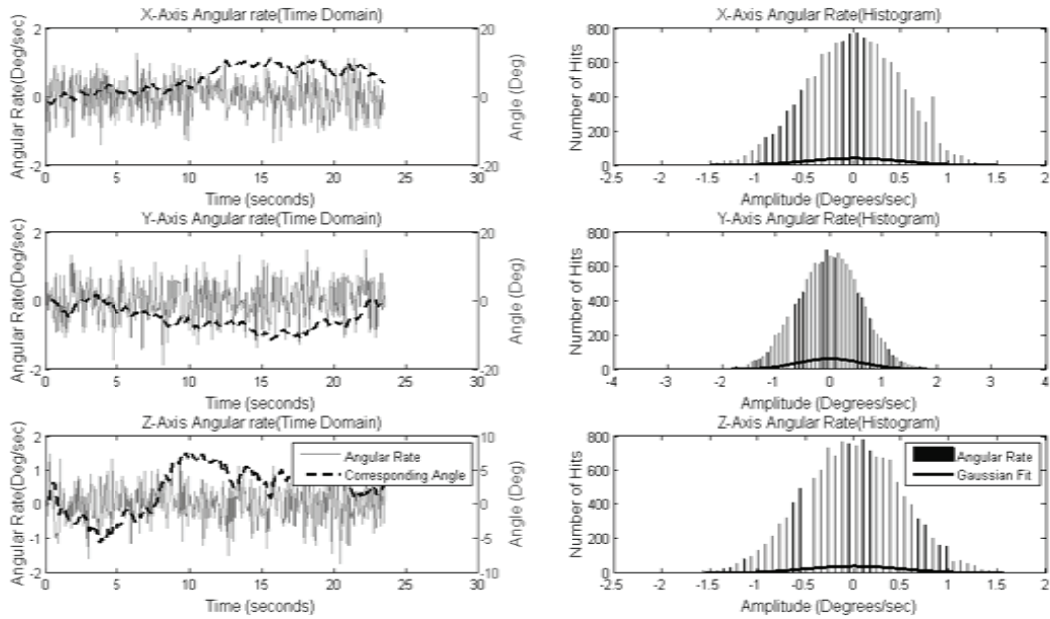 X-Axis Angular rate(Time Domain)
Angular Rate(Deg/sec)
2
0
-2
20
0
-20
Angle (Deg)
0 5 10 15 20 25 30
Time (seconds)
X-Axis Angular Rate(Histogram)
Number of Hits
800
600
400
200
0
-2.5 -2 -1.5 -1 -0.5 0 0.5 1 1.5 2
Amplitude (Degrees/sec)
Y-Axis Angular rate(Time Domain)
Angular Rate(Deg/sec)
2
0
-2
20
0
-20
Angle (Deg)
0 5 10 15 20 25 30
Time (seconds)
Y-Axis Angular Rate(Histogram)
Number of Hits
800
600
400
200
0
-4 -3 -2 -1 0 1 2 3 4
Amplitude (Degrees/sec)
Z-Axis Angular rate(Time Domain)
Angular Rate(Deg/sec)
2
1
0
-1
-2
10
5
0
-5
-10
Angle (Deg)
Angular Rate
Corresponding Angle
0 5 10 15 20 25 30
Time (seconds)
Z-Axis Angular Rate(Histogram)
Number of Hits
800
600
400
200
0
Angular Rate
Gaussian Fit
-2.5 -2 -1.5 -1 -0.5 0 0.5 1 1.5 2
Amplitude (Degrees/sec)